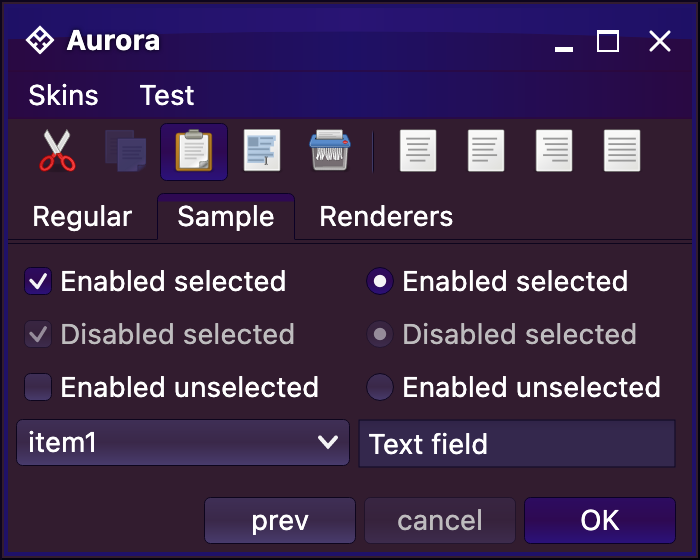 Aurora
Skins Test
Regular Sample Renderers
Enabled selected Enabled selected
Disabled selected Disabled selected
Enabled unselected Enabled unselected
item1 Text field
prev cancel OK